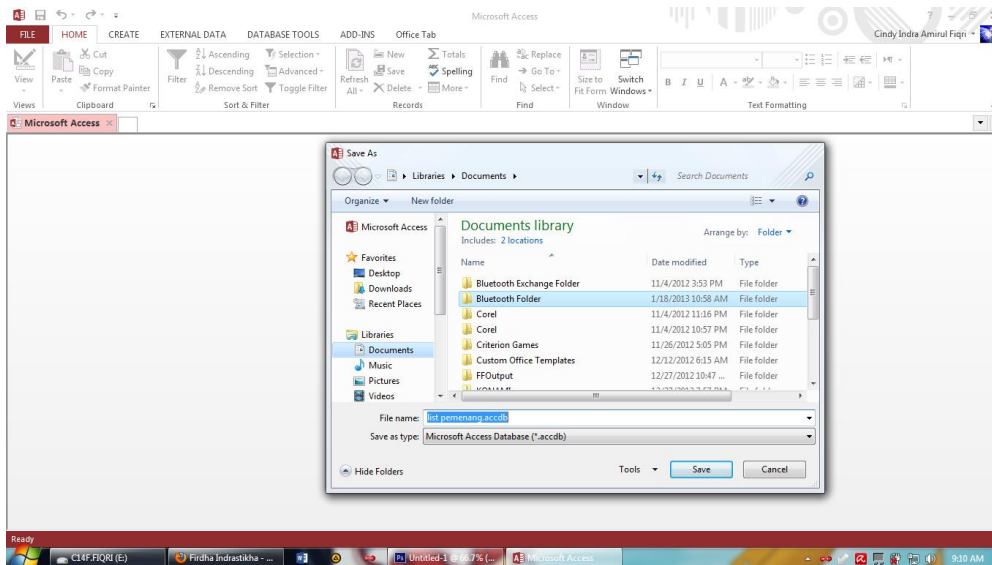 Microsoft Access
FILE HOME CREATE EXTERNAL DATA DATABASE TOOLS ADD-INS Office Tab Cindy Indra Amirul Fiqri
View Paste Cut Copy Format Painter
Filter Ascending Descending Remove Sort Selection Advanced Toggle Filter
Refresh All New Save Delete Totals Spelling More
Find Replace Go To Select
Size to Fit Form Switch Windows
B I U A
Views Clipboard Sort & Filter Records Find Window Text Formatting
Microsoft Access
Save As
Libraries Documents Search Documents
Organize New folder
Microsoft Access
Favorites
Desktop
Downloads
Recent Places
Libraries
Documents
Music
Pictures
Videos
Documents library
Includes: 2 locations
Arrange by: Folder
Name Date modified Type
Bluetooth Exchange Folder 11/4/2012 3:53 PM File folder
Bluetooth Folder 1/18/2013 10:58 AM File folder
Corel 11/4/2012 11:16 PM File folder
Corel 11/4/2012 10:57 PM File folder
Criterion Games 11/26/2012 5:05 PM File folder
Custom Office Templates 12/12/2012 6:15 AM File folder
FFOutput 12/27/2012 10:47 ... File folder
File name: list pemenang.accdb
Save as type: Microsoft Access Database (*.accdb)
Hide Folders Tools Save Cancel
Ready
C14F.FIQRI (E:) Firdha Indrastikha - ... Untitled-1 @ 66.7% (... Microsoft Access 9:10 AM